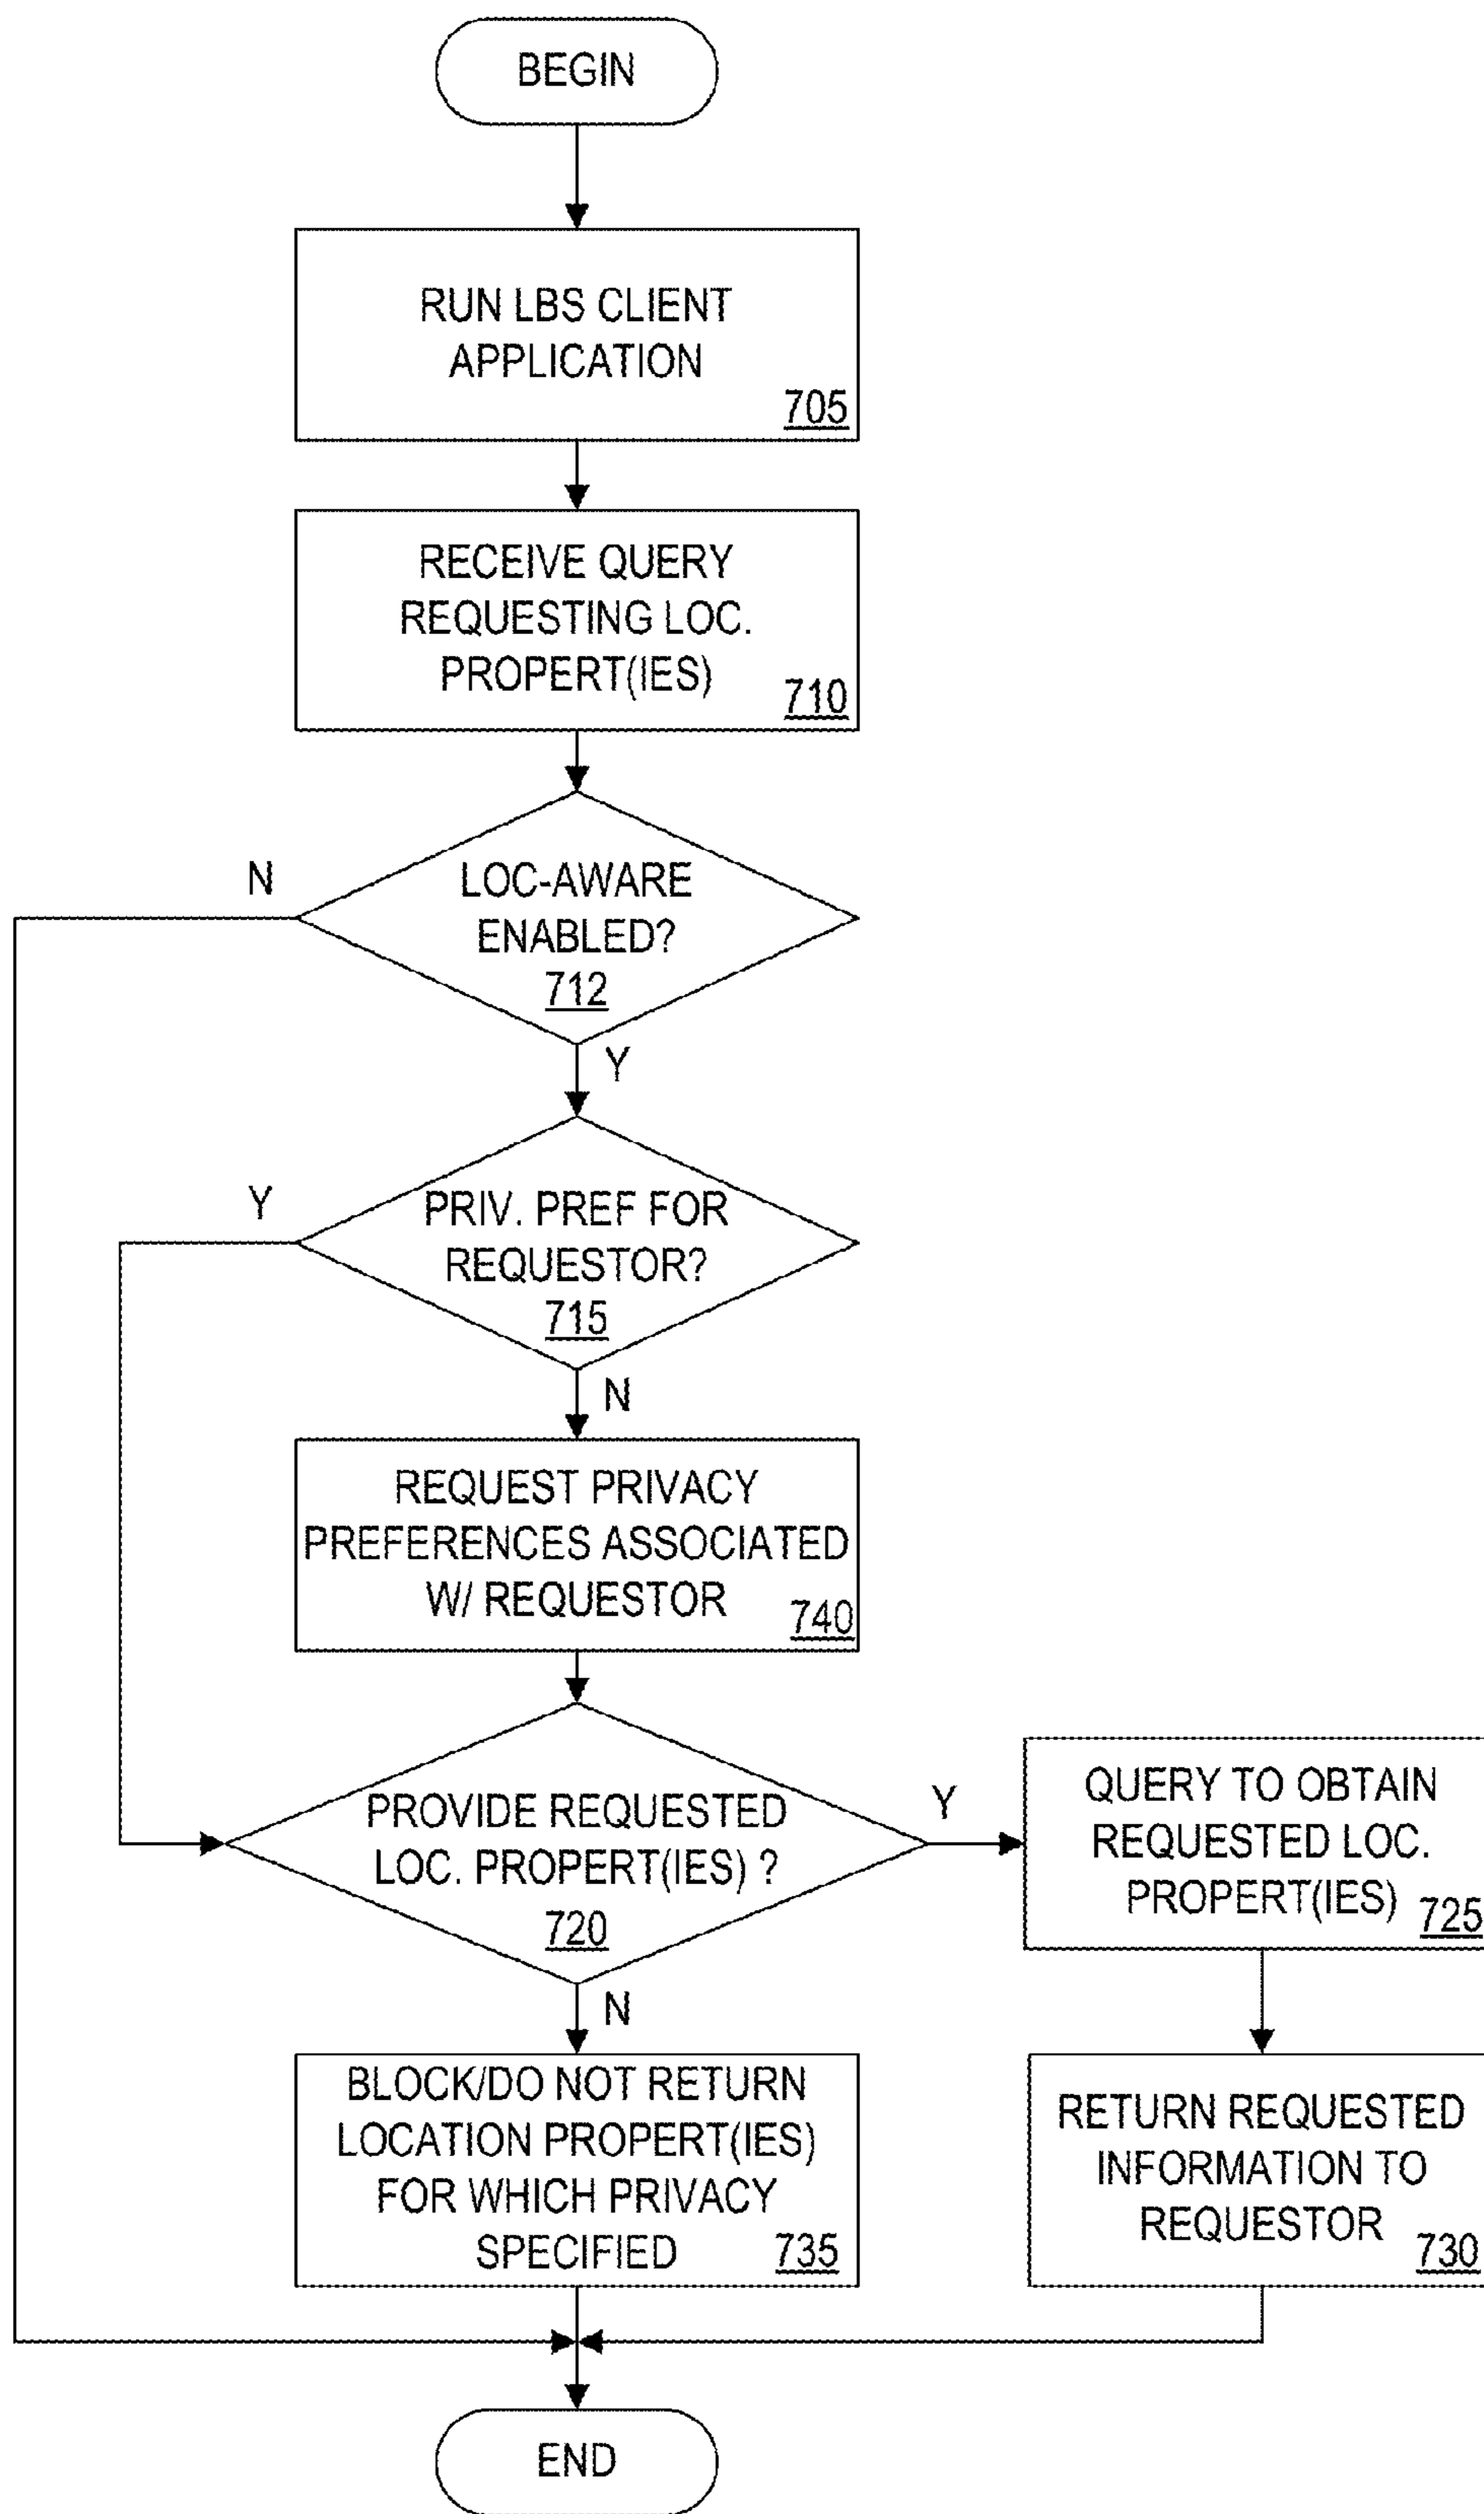 BEGIN
RUN LBS CLIENT
APPLICATION
705
RECEIVE QUERY
REQUESTING LOC.
PROPERT(IES)
710
N
LOC-AWARE
ENABLED?
712
Y
Y
PRIV. PREF FOR
REQUESTOR?
715
N
REQUEST PRIVACY
PREFERENCES ASSOCIATED
W/ REQUESTOR
740
PROVIDE REQUESTED
LOC. PROPERT(IES) ?
720
Y
QUERY TO OBTAIN
REQUESTED LOC.
PROPERT(IES)
725
N
BLOCK/DO NOT RETURN
LOCATION PROPERT(IES)
FOR WHICH PRIVACY
SPECIFIED
735
RETURN REQUESTED
INFORMATION TO
REQUESTOR
730
END